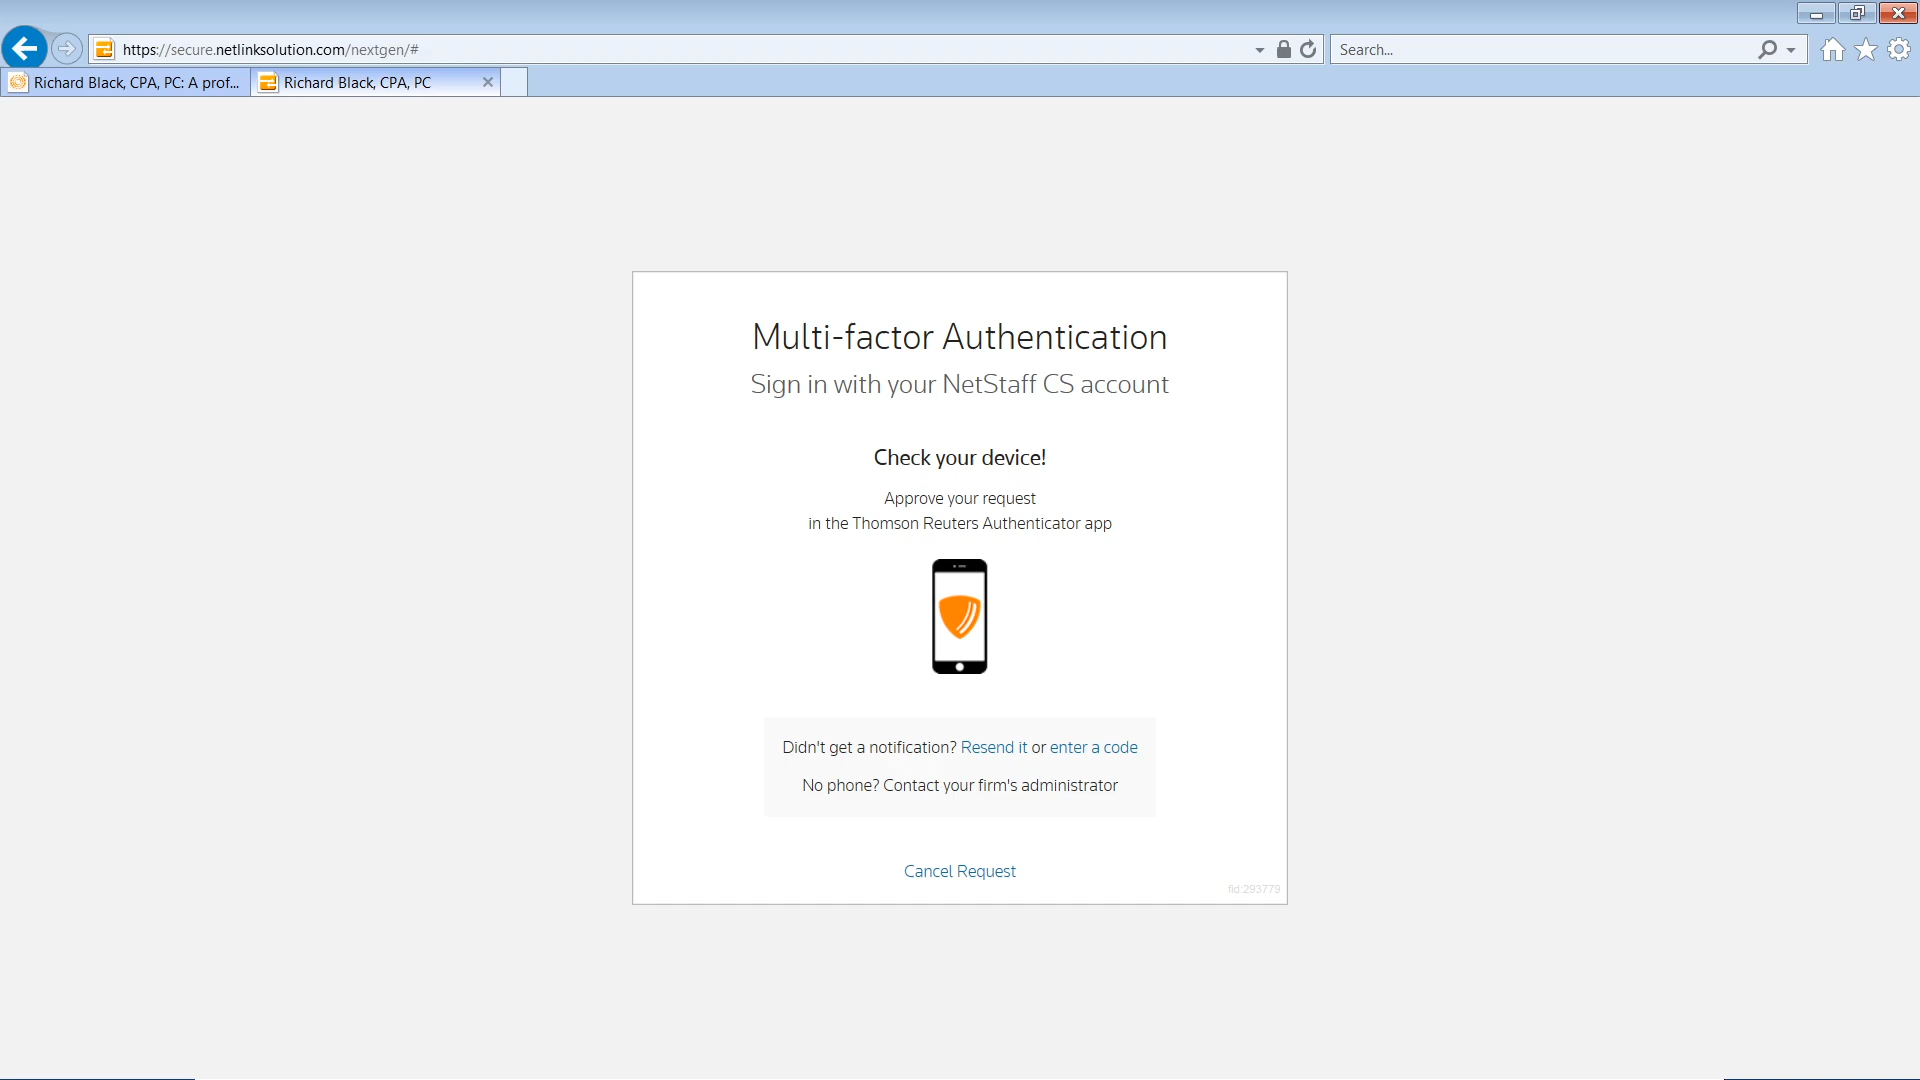 https://secure.netlinksolution.com/nextgen/#
Search...
Richard Black, CPA, PC: A prof...
Richard Black, CPA, PC
Multi-factor Authentication
Sign in with your NetStaff CS account
Check your device!
Approve your request
in the Thomson Reuters Authenticator app
Didn't get a notification? Resend it or enter a code
No phone? Contact your firm's administrator
Cancel Request
fid:293779